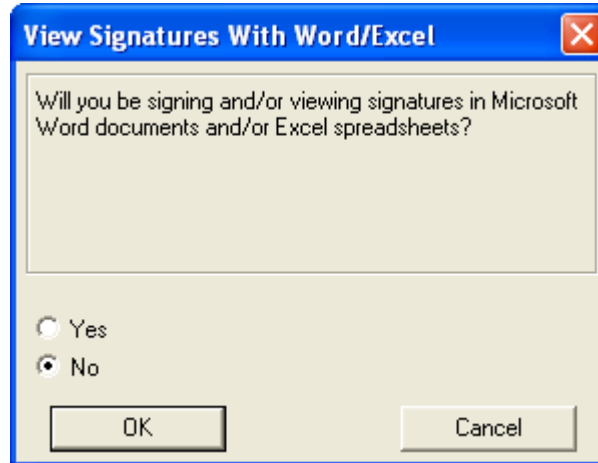 View Signatures With Word/Excel
Will you be signing and/or viewing signatures in Microsoft
Word documents and/or Excel spreadsheets?
Yes
No
OK
Cancel